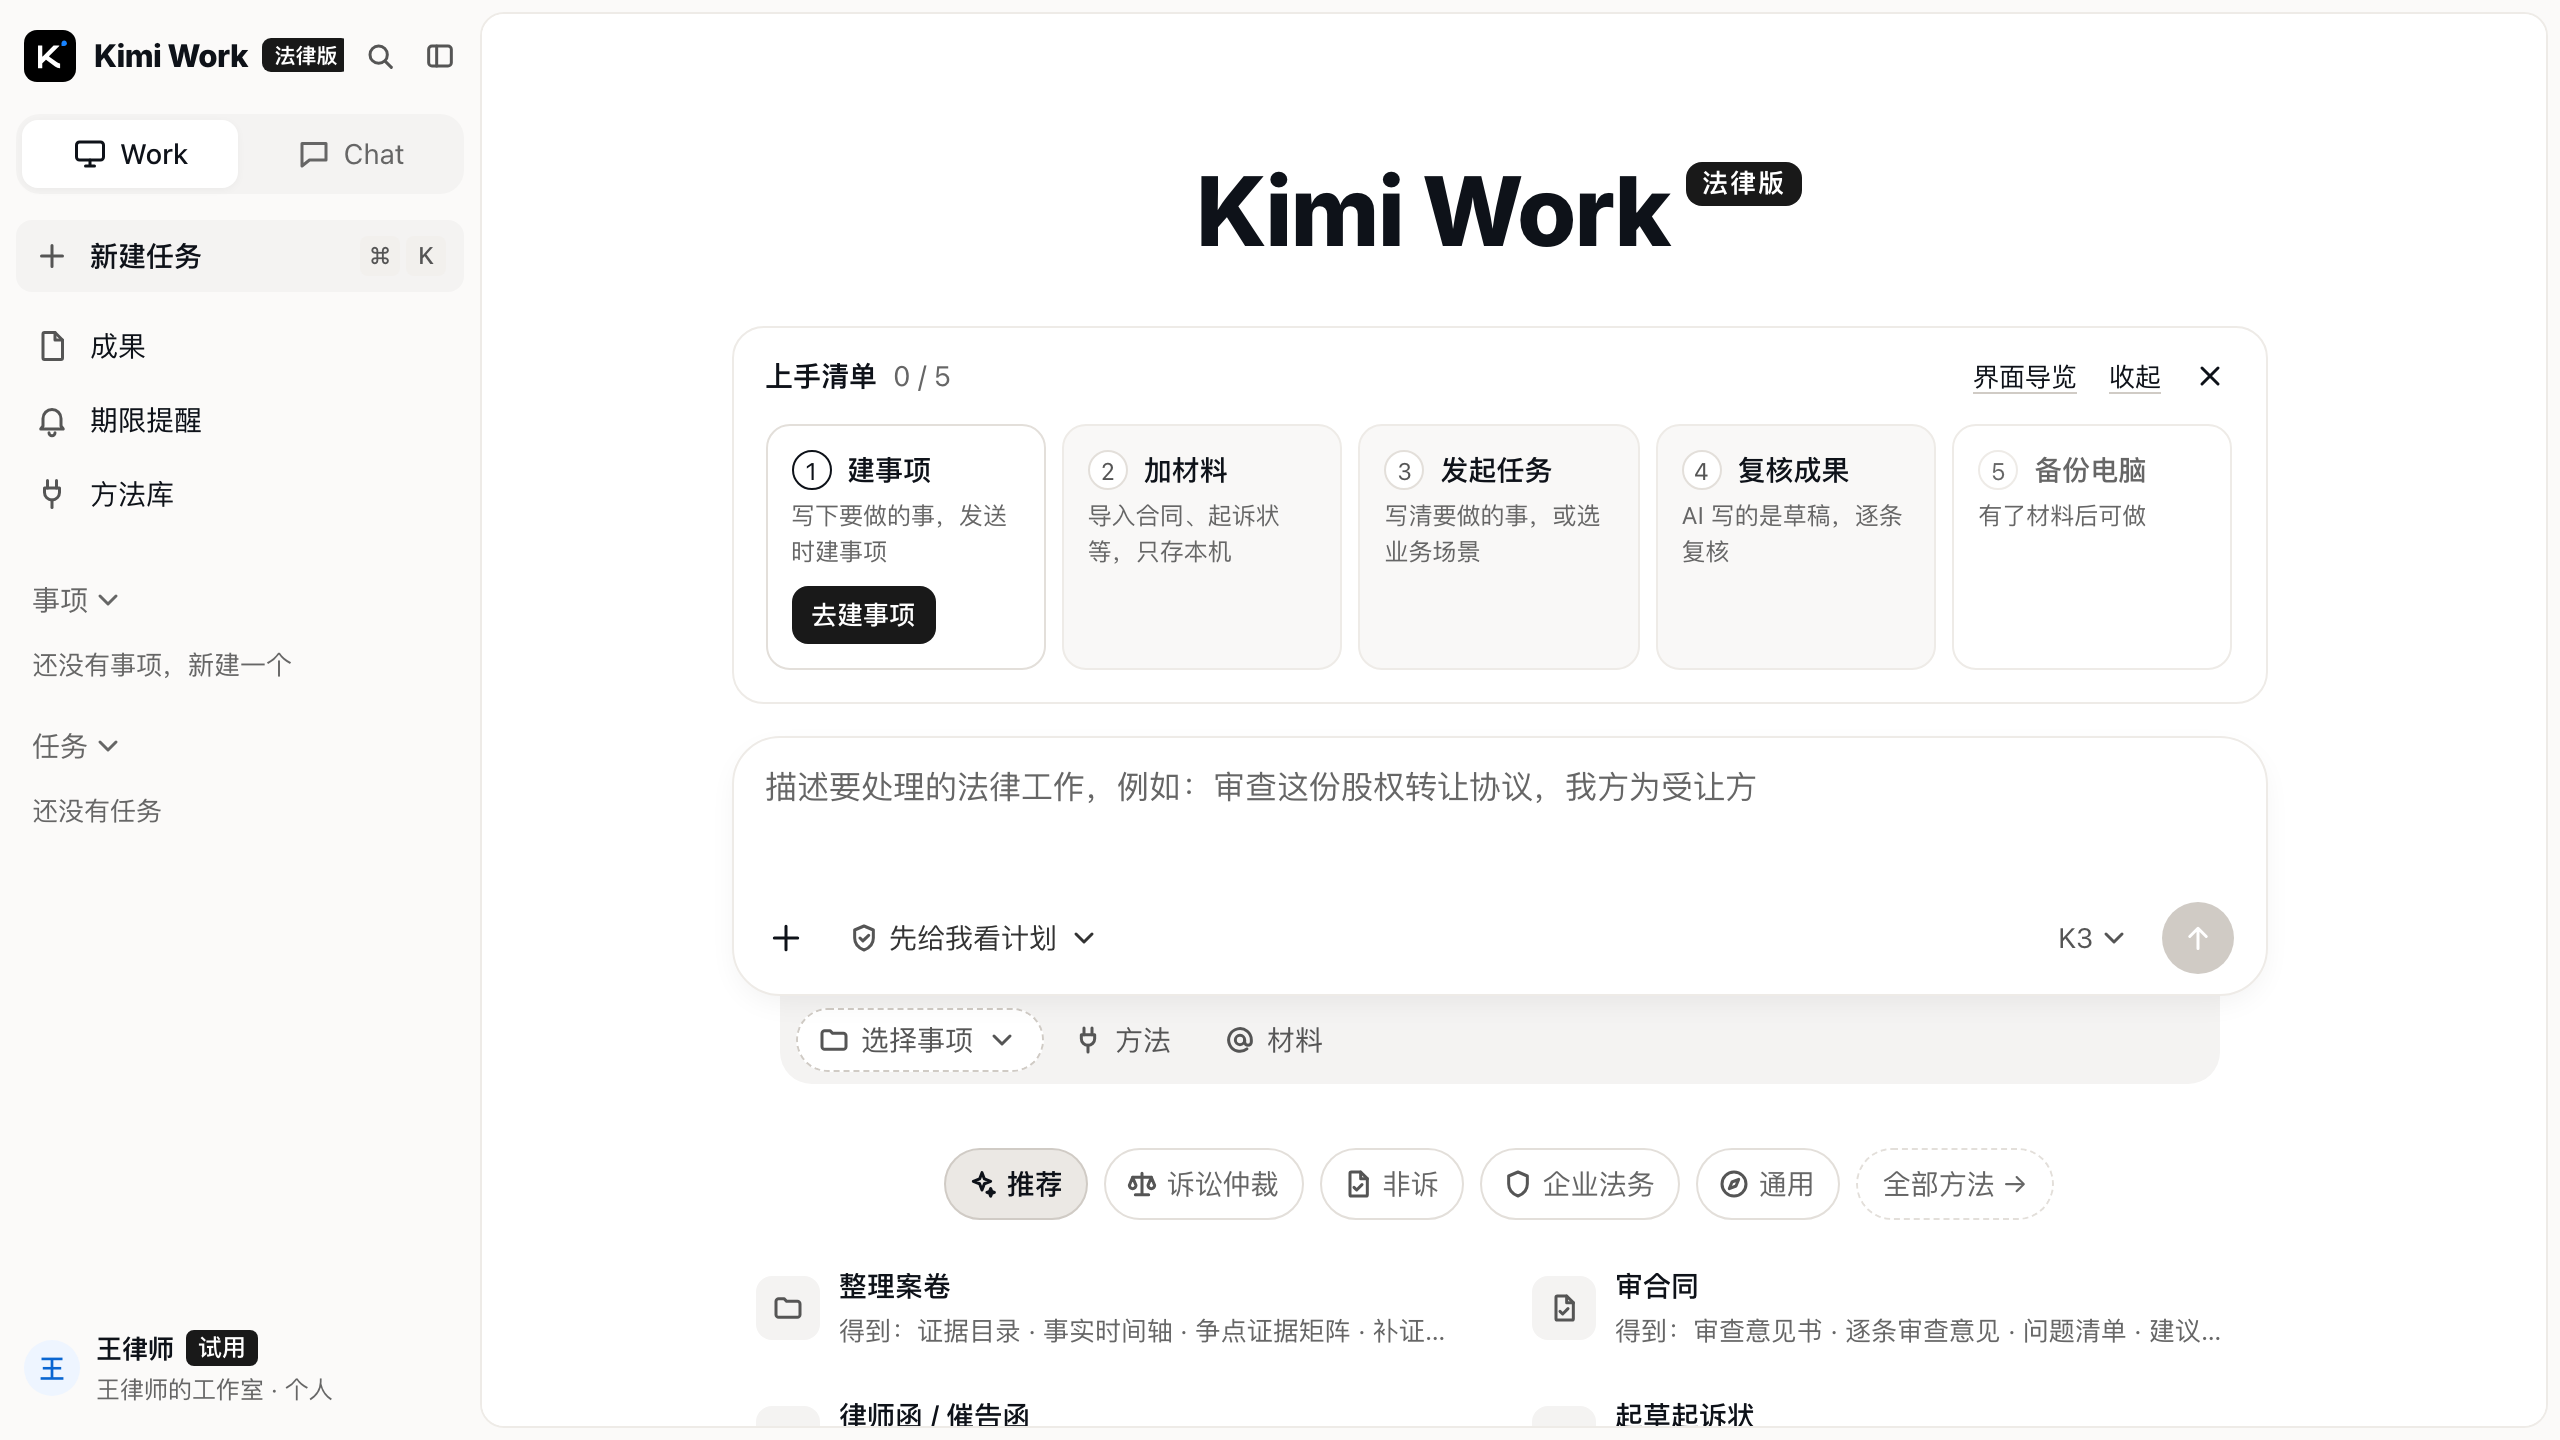 Kimi Work 法律版
Work
Chat
新建任务 ⌘ K
成果
期限提醒
方法库
事项
还没有事项，新建一个
任务
还没有任务
王 王律师 试用
王律师的工作室 · 个人
Kimi Work 法律版
上手清单 0 / 5
界面导览 收起
1 建事项
写下要做的事，发送
时建事项
去建事项
2 加材料
导入合同、起诉状
等，只存本机
3 发起任务
写清要做的事，或选
业务场景
4 复核成果
AI 写的是草稿，逐条
复核
5 备份电脑
有了材料后可做
描述要处理的法律工作，例如：审查这份股权转让协议，我方为受让方
先给我看计划
K3
选择事项 方法 材料
推荐 诉讼仲裁 非诉 企业法务 通用 全部方法 →
整理案卷
得到：证据目录 · 事实时间轴 · 争点证据矩阵 · 补证...
审合同
得到：审查意见书 · 逐条审查意见 · 问题清单 · 建议...
律师函 / 催告函
起草起诉状